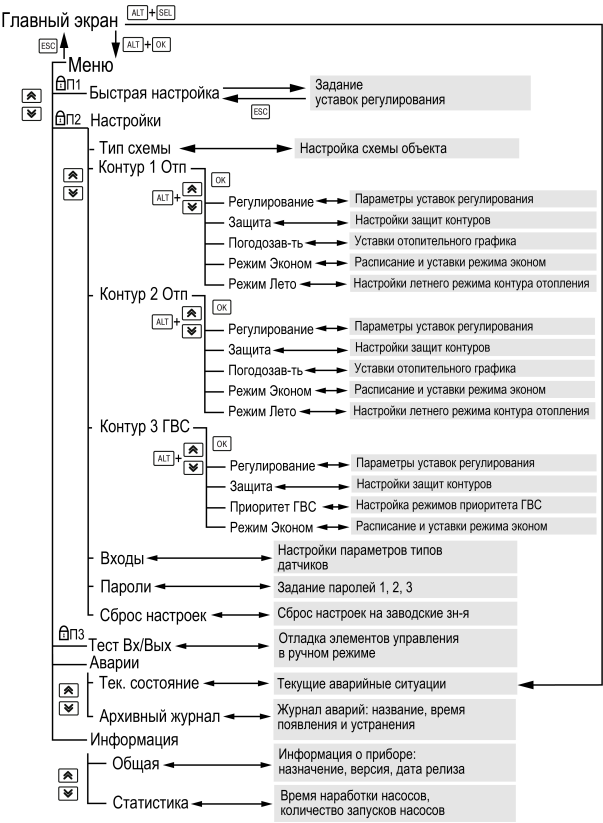 Главный экран
ALT + SEL
ESC
ALT + OK
Меню
П1
Быстрая настройка
Задание
уставок регулирования
ESC
П2
Настройки
Тип схемы
Настройка схемы объекта
Контур 1 Отп
OK
ALT +
Регулирование
Параметры уставок регулирования
Защита
Настройки защит контуров
Погодозав-ть
Уставки отопительного графика
Режим Эконом
Расписание и уставки режима эконом
Режим Лето
Настройки летнего режима контура отопления
Контур 2 Отп
OK
ALT +
Регулирование
Параметры уставок регулирования
Защита
Настройки защит контуров
Погодозав-ть
Уставки отопительного графика
Режим Эконом
Расписание и уставки режима эконом
Режим Лето
Настройки летнего режима контура отопления
Контур 3 ГВС
OK
ALT +
Регулирование
Параметры уставок регулирования
Защита
Настройки защит контуров
Приоритет ГВС
Настройка режимов приоритета ГВС
Режим Эконом
Расписание и уставки режима эконом
Входы
Настройки параметров типов
датчиков
Пароли
Задание паролей 1, 2, 3
Сброс настроек
Сброс настроек на заводские зн-я
П3
Тест Вх/Вых
Отладка элементов управления
в ручном режиме
Аварии
Тек. состояние
Текущие аварийные ситуации
Архивный журнал
Журнал аварий: название, время
появления и устранения
Информация
Общая
Информация о приборе:
назначение, версия, дата релиза
Статистика
Время наработки насосов,
количество запусков насосов